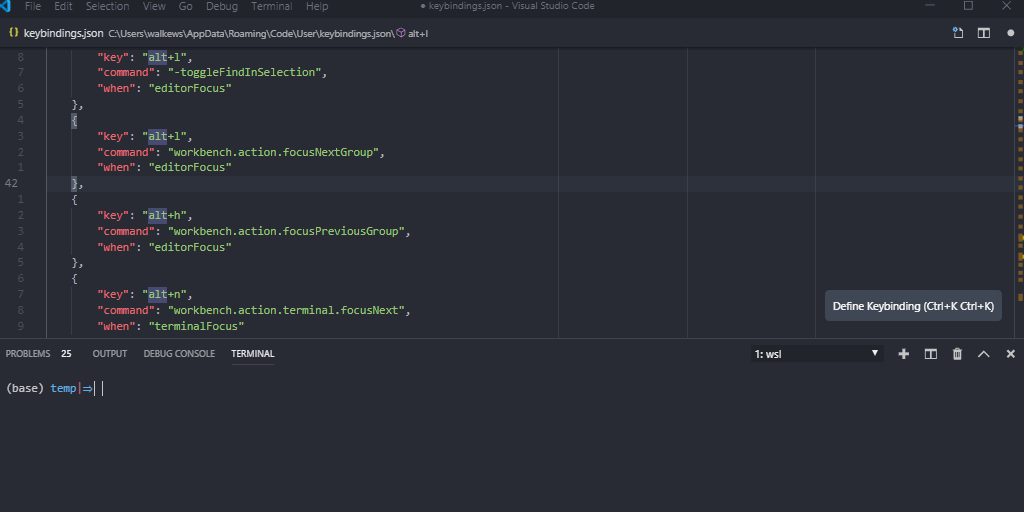 File Edit Selection View Go Debug Terminal Help ● keybindings.json - Visual Studio Code
{} keybindings.json C:\Users\walkews\AppData\Roaming\Code\User\keybindings.json\ alt+l
8 "key": "alt+l",
7 "command": "-toggleFindInSelection",
6 "when": "editorFocus"
5 },
4 {
3 "key": "alt+l",
2 "command": "workbench.action.focusNextGroup",
1 "when": "editorFocus"
42 },
1 {
2 "key": "alt+h",
3 "command": "workbench.action.focusPreviousGroup",
4 "when": "editorFocus"
5 },
6 {
7 "key": "alt+n",
8 "command": "workbench.action.terminal.focusNext",
9 "when": "terminalFocus"
Define Keybinding (Ctrl+K Ctrl+K)
PROBLEMS 25 OUTPUT DEBUG CONSOLE TERMINAL 1: wsl
(base) temp|⇒